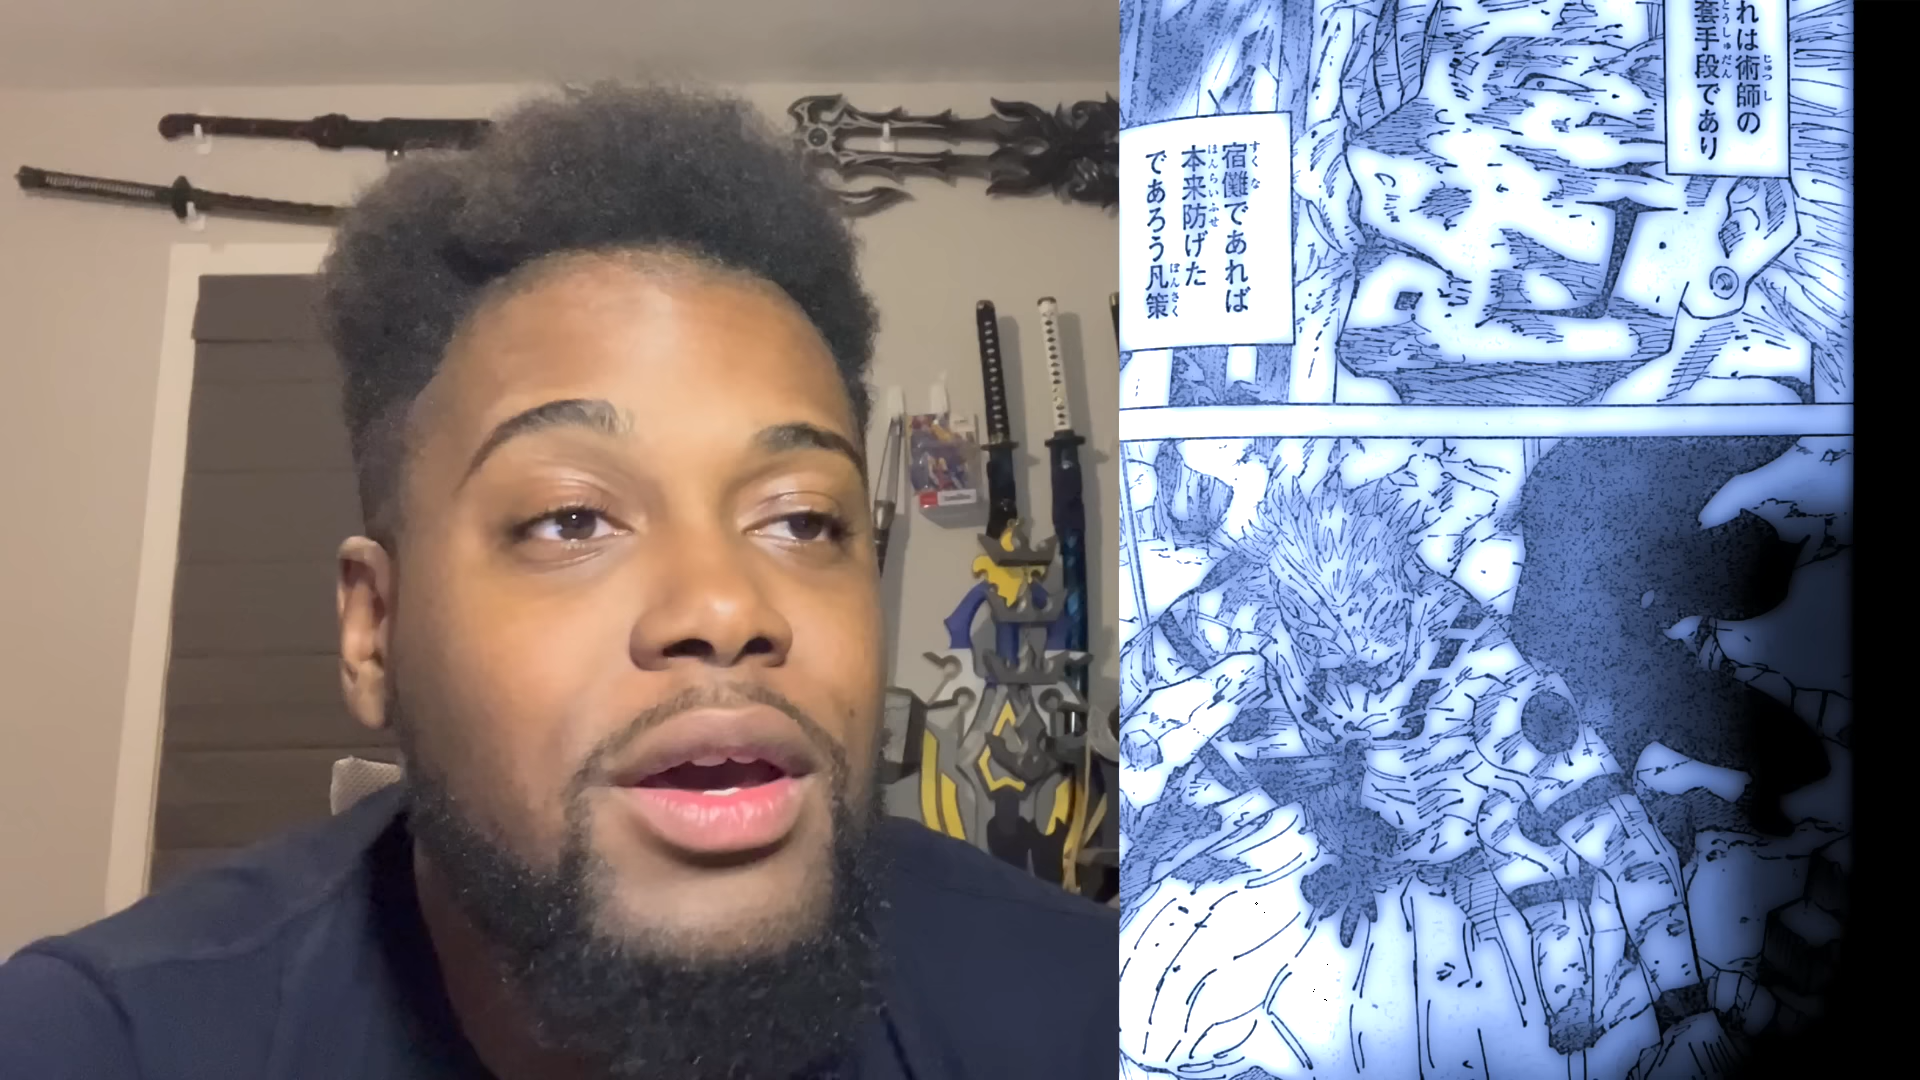 れは術師の
套手段であり
宿儺であれば
本来防げた
であろう凡策